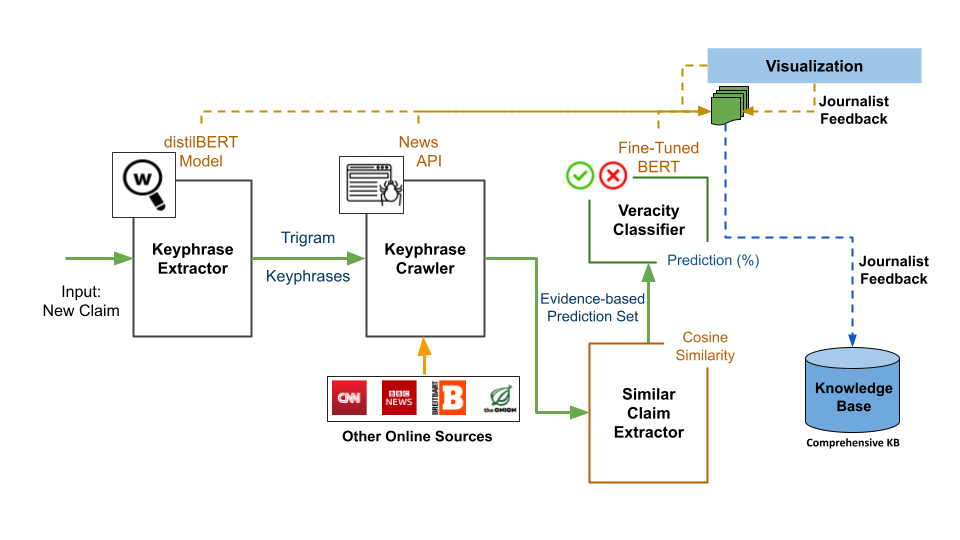 Visualization
Journalist
Feedback
distilBERT
Model
News
API
Fine-Tuned
BERT
W
Keyphrase
Extractor
Trigram
Keyphrases
Keyphrase
Crawler
Veracity
Classifier
Prediction (%)
Journalist
Feedback
Input:
New Claim
Evidence-based
Prediction Set
Cosine
Similarity
CNN
BBC
NEWS
BREITBART
B
the ONION
Other Online Sources
Similar
Claim
Extractor
Knowledge
Base
Comprehensive KB